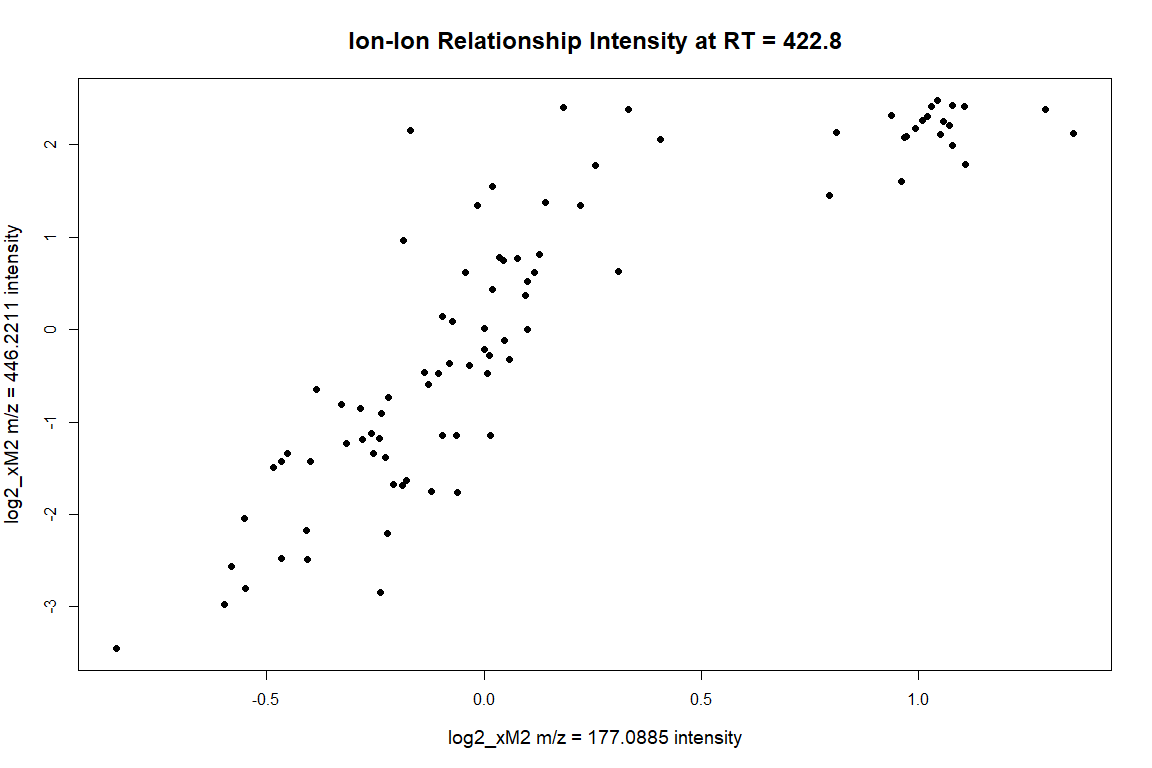 Ion-Ion Relationship Intensity at RT = 422.8
log2_xM2 m/z = 446.2211 intensity
2
1
0
-1
-2
-3
-0.5 0.0 0.5 1.0
log2_xM2 m/z = 177.0885 intensity